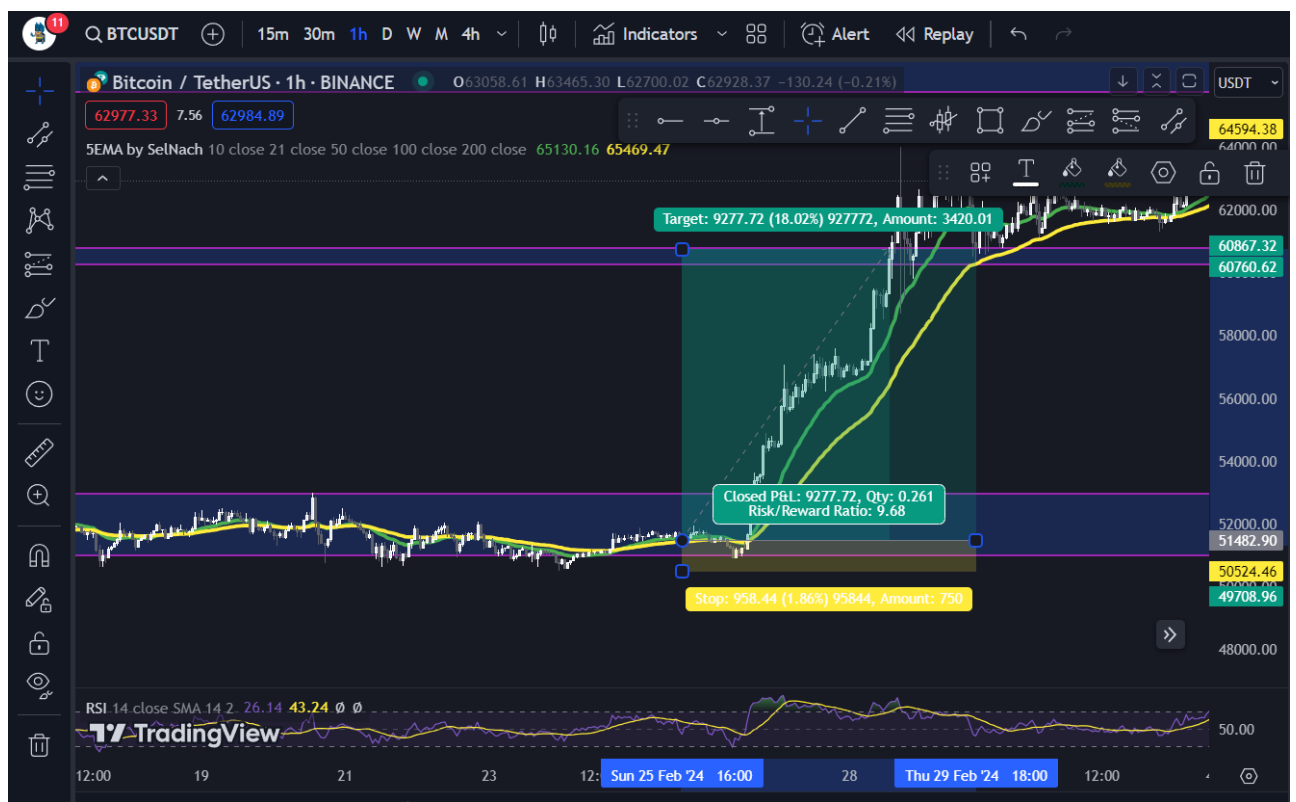 11
BTCUSDT 15m 30m 1h D W M 4h Indicators Alert Replay
Bitcoin / TetherUS · 1h · BINANCE O63058.61 H63465.30 L62700.02 C62928.37 −130.24 (−0.21%) USDT
62977.33 7.56 62984.89
64594.38
5EMA by SelNach 10 close 21 close 50 close 100 close 200 close 65130.16 65469.47
64000.00
T
62000.00
Target: 9277.72 (18.02%) 927772, Amount: 3420.01
60867.32
60760.62
58000.00
T
56000.00
54000.00
Closed P&L: 9277.72, Qty: 0.261
Risk/Reward Ratio: 9.68
52000.00
51482.90
50524.46
49708.96
Stop: 958.44 (1.86%) 95844, Amount: 750
48000.00
RSI 14 close SMA 14 2 26.14 43.24 Ø Ø
TradingView
50.00
12:00 19 21 23 12: Sun 25 Feb '24 16:00 28 Thu 29 Feb '24 18:00 12:00